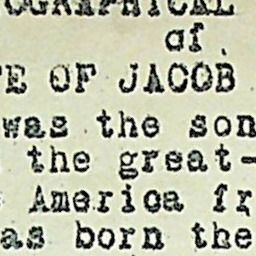 OGRAPHICAL
of
E OF JACOB
was the son
the great-
America fr
as born the